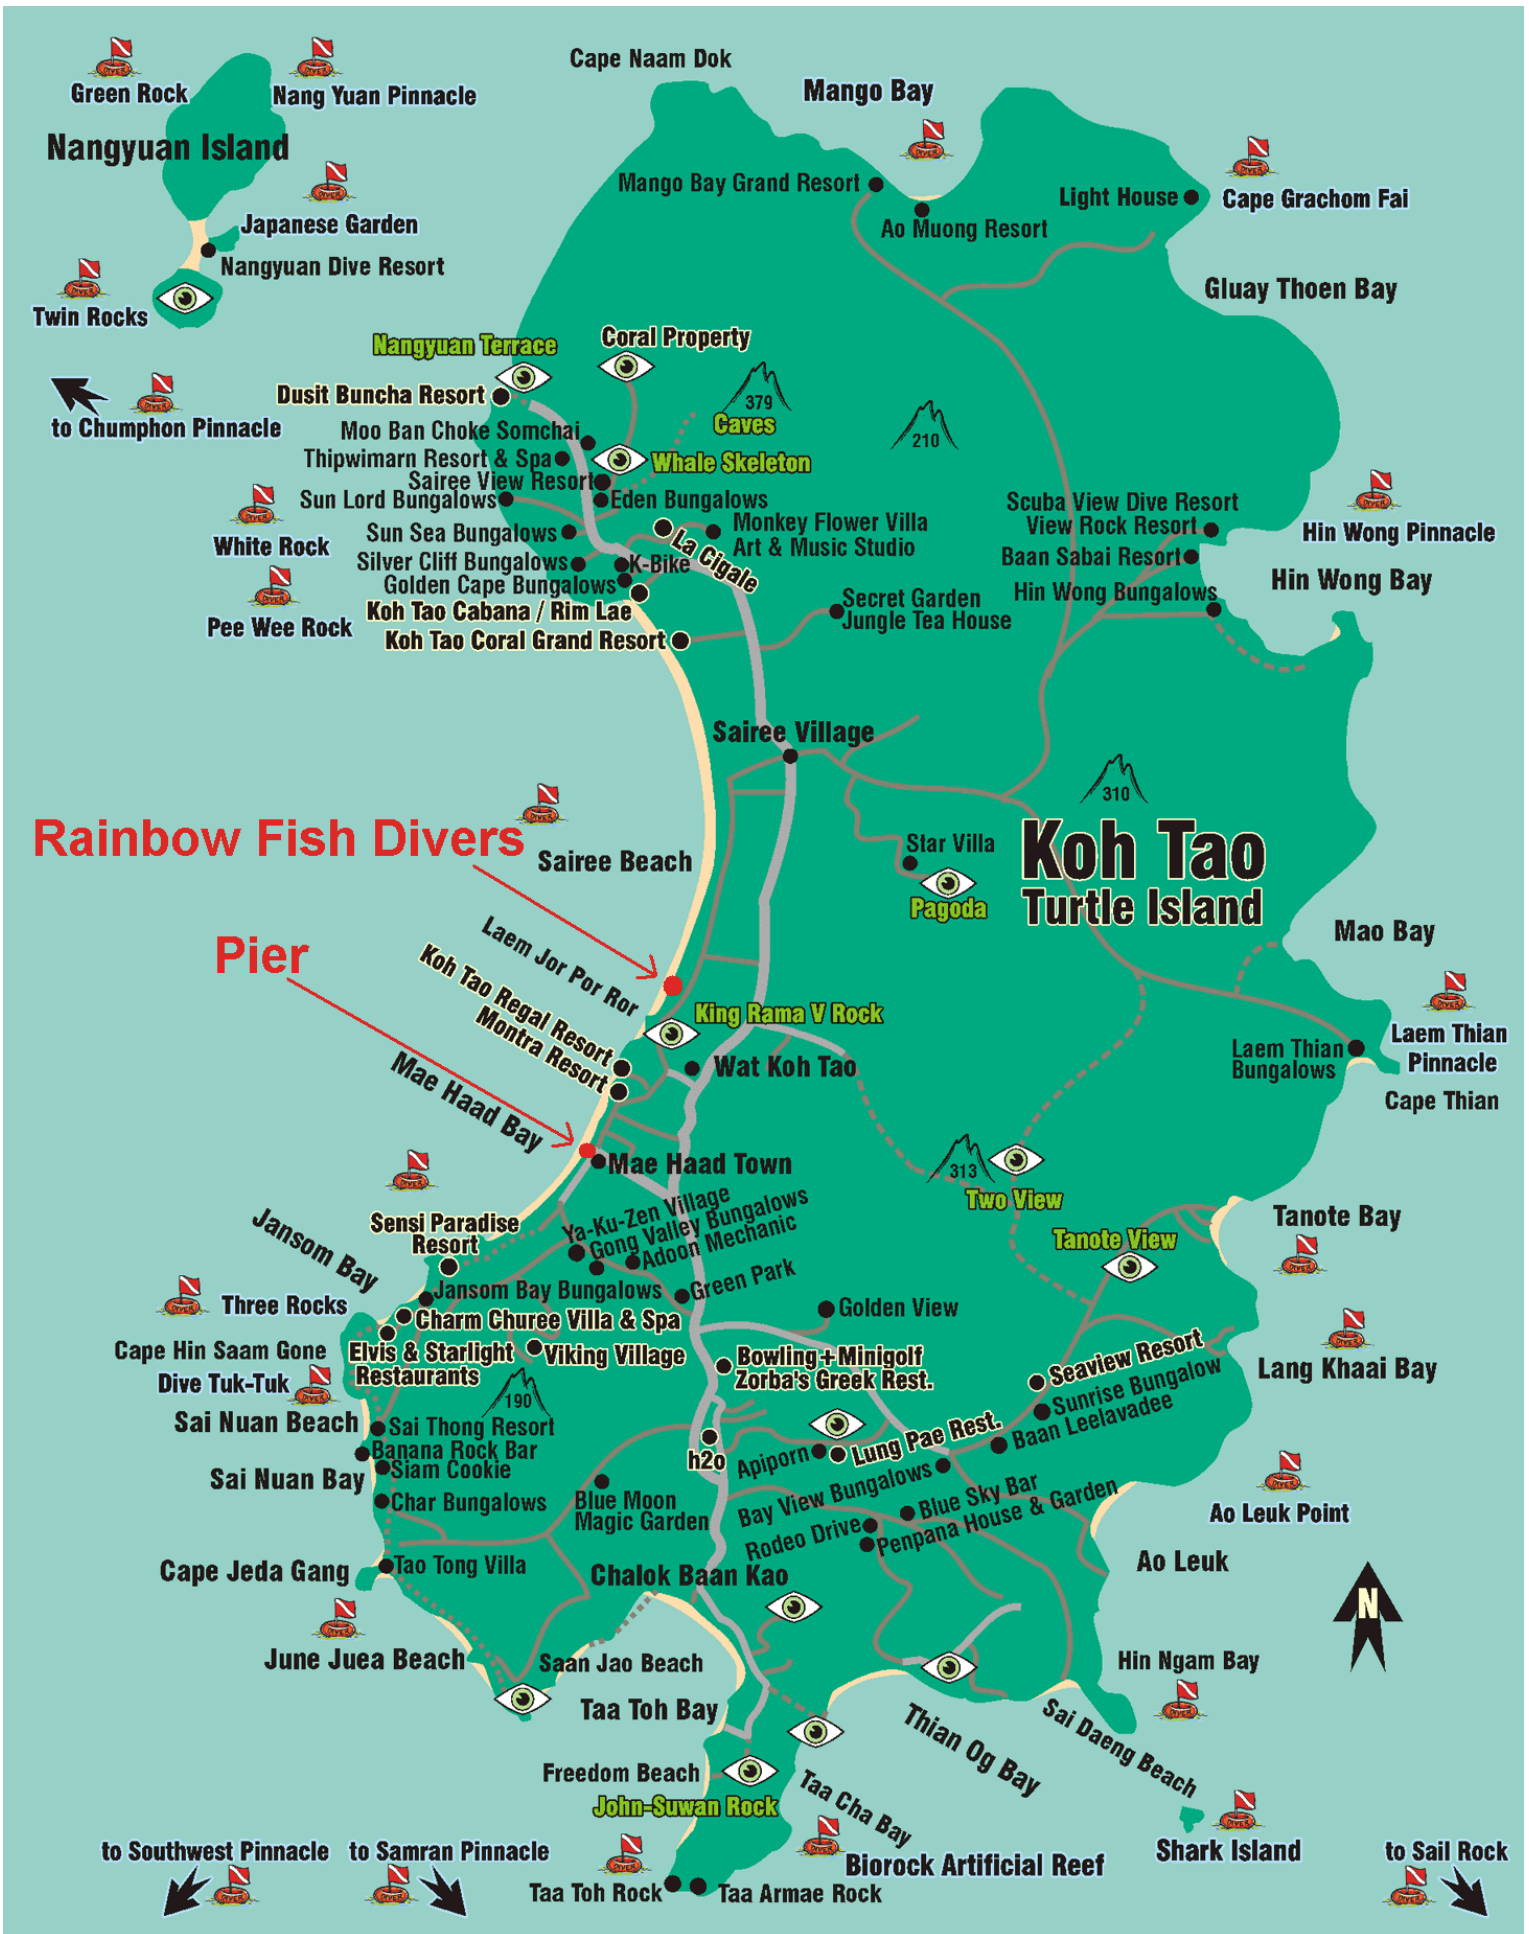 Cape Naam Dok
Green Rock
Nang Yuan Pinnacle
Mango Bay
Nangyuan Island
Mango Bay Grand Resort
Light House
Cape Grachom Fai
Japanese Garden
Ao Muong Resort
Nangyuan Dive Resort
Gluay Thoen Bay
Twin Rocks
Nangyuan Terrace
Coral Property
Dusit Buncha Resort
379
Caves
to Chumphon Pinnacle
Moo Ban Choke Somchai
210
Thipwimarn Resort & Spa
Whale Skeleton
Sairee View Resort
Sun Lord Bungalows
Eden Bungalows
Scuba View Dive Resort
View Rock Resort
Hin Wong Pinnacle
White Rock
Sun Sea Bungalows
Monkey Flower Villa
Art & Music Studio
La Cigale
Silver Cliff Bungalows
K-Bike
Baan Sabai Resort
Hin Wong Bay
Golden Cape Bungalows
Hin Wong Bungalows
Koh Tao Cabana / Rim Lae
Secret Garden
Jungle Tea House
Pee Wee Rock
Koh Tao Coral Grand Resort
Sairee Village
310
Rainbow Fish Divers
Sairee Beach
Star Villa
Koh Tao
Turtle Island
Pagoda
Mao Bay
Pier
Laem Jor Por Ror
Koh Tao Regal Resort
Montra Resort
King Rama V Rock
Laem Thian
Pinnacle
Laem Thian
Bungalows
Wat Koh Tao
Cape Thian
Mae Haad Bay
Mae Haad Town
313
Two View
Sensi Paradise
Resort
Ya-Ku-Zen Village
Gong Valley Bungalows
Adoon Mechanic
Tanote Bay
Tanote View
Jansom Bay
Jansom Bay Bungalows
Green Park
Three Rocks
Charm Churee Villa & Spa
Golden View
Cape Hin Saam Gone
Elvis & Starlight
Restaurants
Viking Village
Bowling+Minigolf
Zorba's Greek Rest.
Seaview Resort
Lang Khaai Bay
Dive Tuk-Tuk
190
Sunrise Bungalow
Baan Leelavadee
Sai Nuan Beach
Sai Thong Resort
Banana Rock Bar
Siam Cookie
h2o
Apiporn
Lung Pae Rest.
Sai Nuan Bay
Char Bungalows
Blue Moon
Magic Garden
Bay View Bungalows
Blue Sky Bar
Rodeo Drive
Penpana House & Garden
Ao Leuk Point
Ao Leuk
Cape Jeda Gang
Tao Tong Villa
Chalok Baan Kao
N
June Juea Beach
Saan Jao Beach
Hin Ngam Bay
Taa Toh Bay
Thian Og Bay
Sai Daeng Beach
Freedom Beach
John-Suwan Rock
Taa Cha Bay
Shark Island
to Southwest Pinnacle
to Samran Pinnacle
Biorock Artificial Reef
to Sail Rock
Taa Toh Rock
Taa Armae Rock